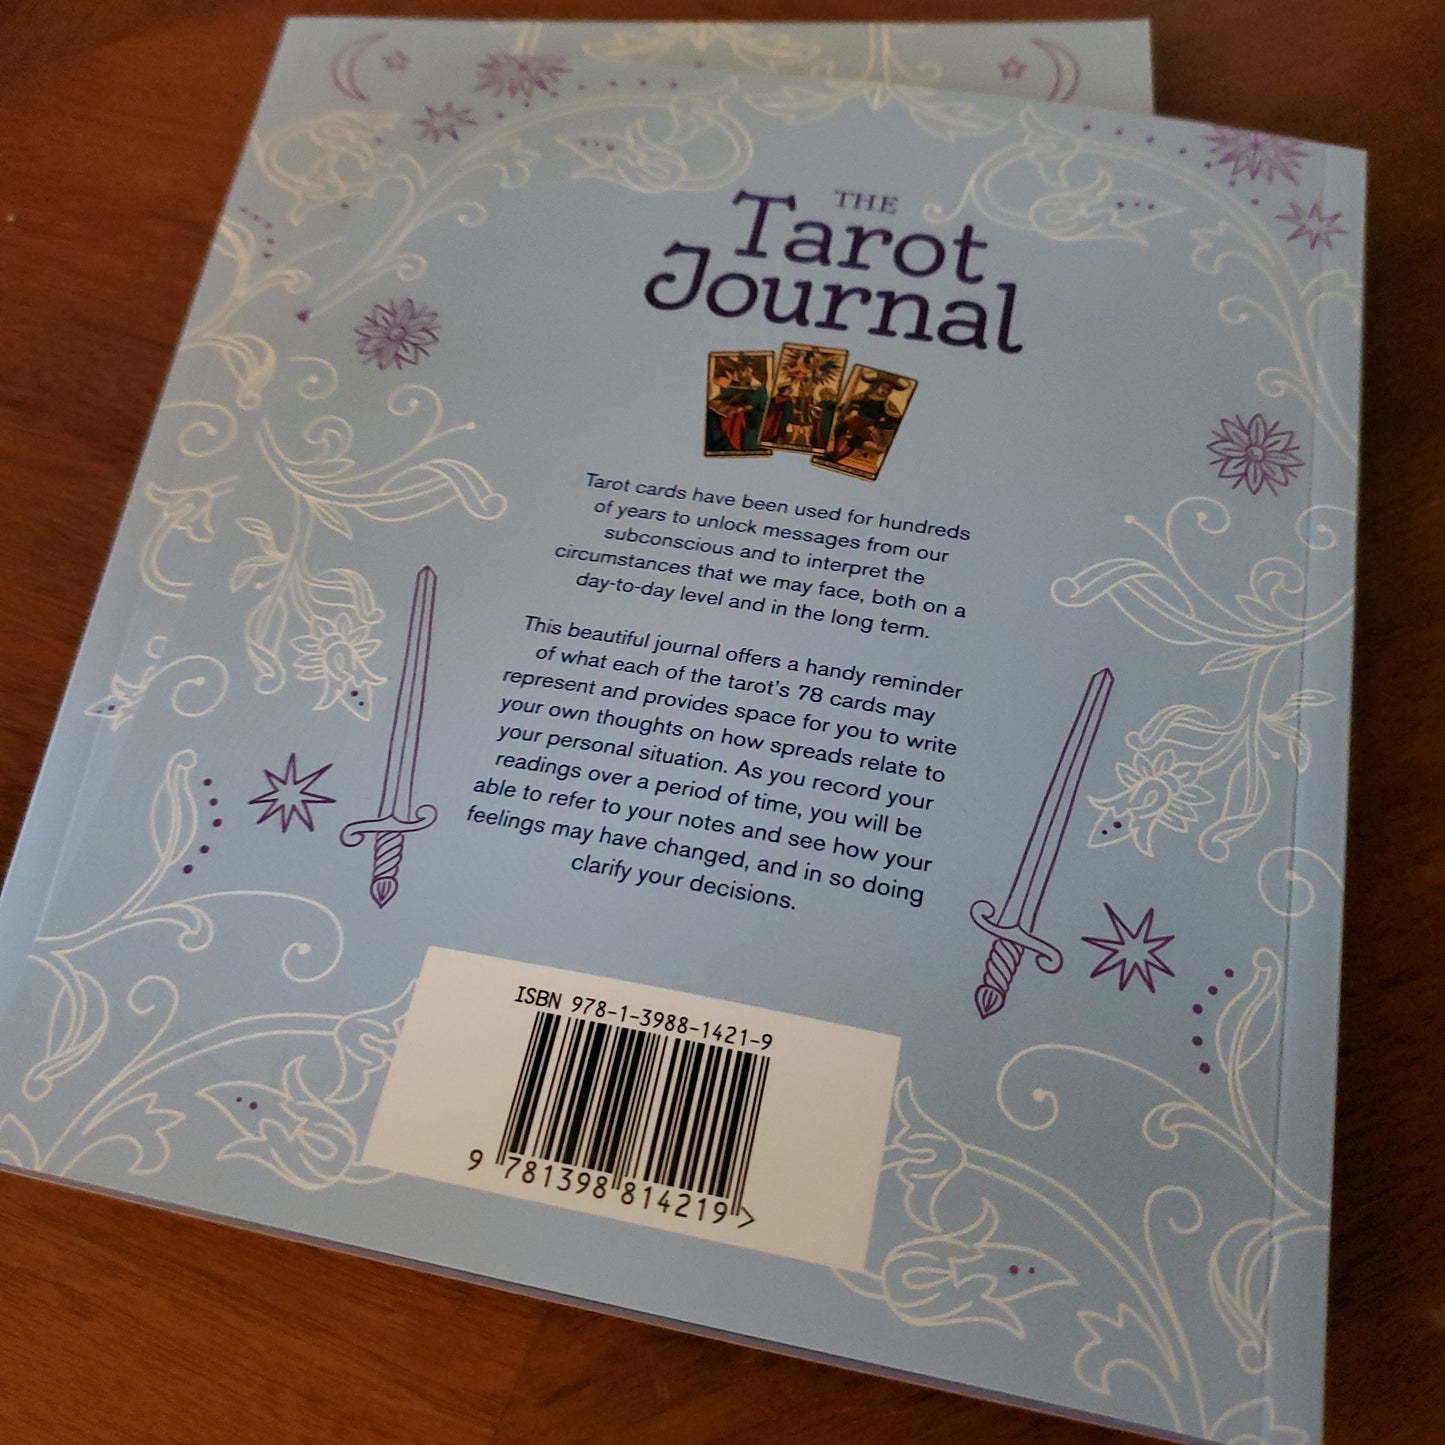 THE
Tarot
Journal
Tarot cards have been used for hundreds
of years to unlock messages from our
subconscious and to interpret the
circumstances that we may face, both on a
day-to-day level and in the long term.
This beautiful journal offers a handy reminder
of what each of the tarot's 78 cards may
represent and provides space for you to write
your own thoughts on how spreads relate to
your personal situation. As you record your
readings over a period of time, you will be
able to refer to your notes and see how your
feelings may have changed, and in so doing
clarify your decisions.
ISBN 978-1-3988-1421-9
9 781398 814219 >